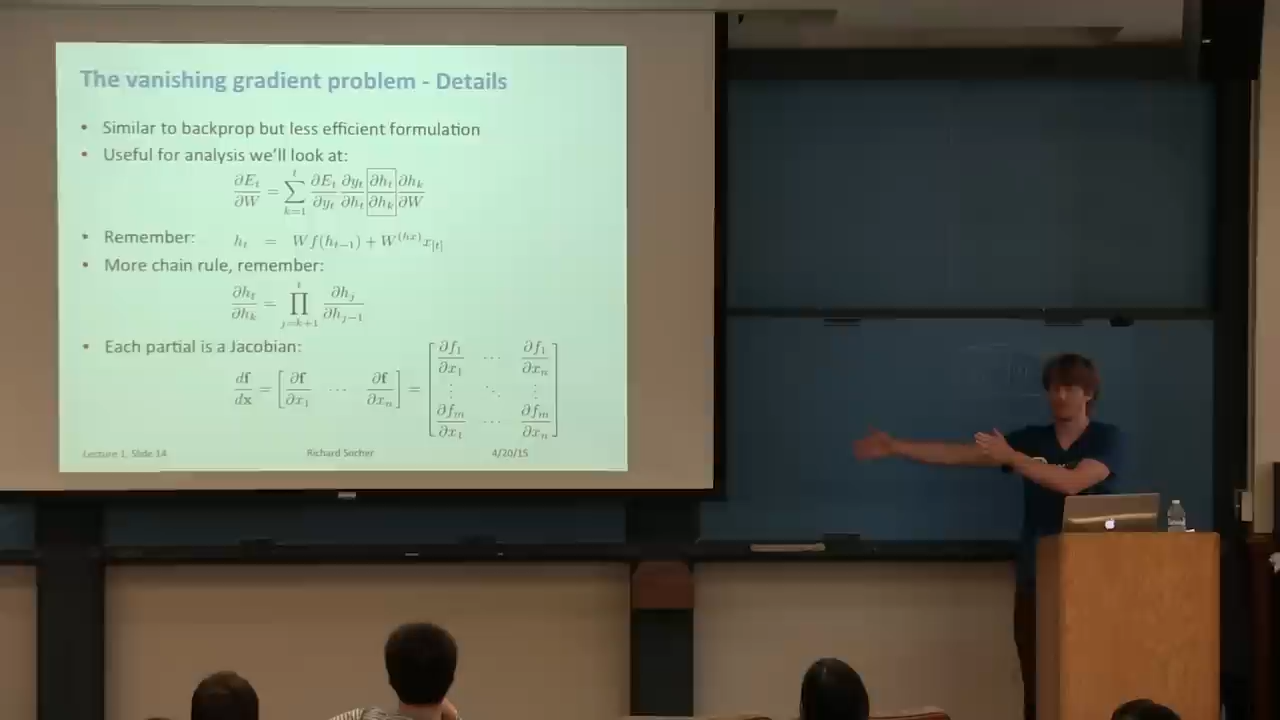 The vanishing gradient problem - Details
• Similar to backprop but less efficient formulation
• Useful for analysis we'll look at:
∂E_t/∂W = ∑_{k=1}^{t} ∂E_t/∂y_t ∂y_t/∂h_t ∂h_t/∂h_k ∂h_k/∂W
• Remember: h_t = W f(h_{t−1}) + W^{(hx)} x_{[t]}
• More chain rule, remember:
∂h_t/∂h_k = ∏_{j=k+1}^{t} ∂h_j/∂h_{j−1}
• Each partial is a Jacobian:
df/dx = [∂f/∂x_1 ⋯ ∂f/∂x_n] = [∂f_1/∂x_1 ⋯ ∂f_1/∂x_n ⋮ ⋱ ⋮ ∂f_m/∂x_1 ⋯ ∂f_m/∂x_n]
Lecture 1, Slide 14 Richard Socher 4/20/15